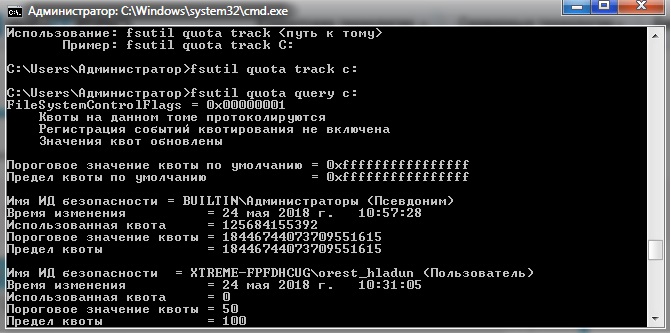 Администратор: C:\Windows\system32\cmd.exe
Использование: fsutil quota track <путь к тому>
Пример: fsutil quota track C:
C:\Users\Администратор>fsutil quota track c:
C:\Users\Администратор>fsutil quota query c:
FileSystemControlFlags = 0x00000001
Квоты на данном томе протоколируются
Регистрация событий квотирования не включена
Значения квот обновлены
Пороговое значение квоты по умолчанию = 0xffffffffffffffff
Предел квоты по умолчанию = 0xffffffffffffffff
Имя ИД безопасности = BUILTIN\Администраторы (Псевдоним)
Время изменения = 24 мая 2018 г. 10:57:28
Использованная квота = 125684155392
Пороговое значение квоты = 18446744073709551615
Предел квоты = 18446744073709551615
Имя ИД безопасности = XTREME-FPFDHCUG\orest_hladun (Пользователь)
Время изменения = 24 мая 2018 г. 10:31:05
Использованная квота = 0
Пороговое значение квоты = 50
Предел квоты = 100